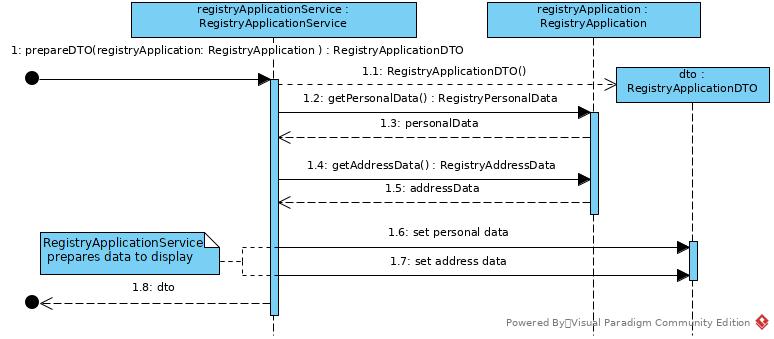 registryApplicationService :
RegistryApplicationService
registryApplication :
RegistryApplication
1: prepareDTO(registryApplication: RegistryApplication ) : RegistryApplicationDTO
1.1: RegistryApplicationDTO()
dto :
RegistryApplicationDTO
1.2: getPersonalData() : RegistryPersonalData
1.3: personalData
1.4: getAddressData() : RegistryAddressData
1.5: addressData
1.6: set personal data
RegistryApplicationService
prepares data to display
1.7: set address data
1.8: dto
Powered By Visual Paradigm Community Edition